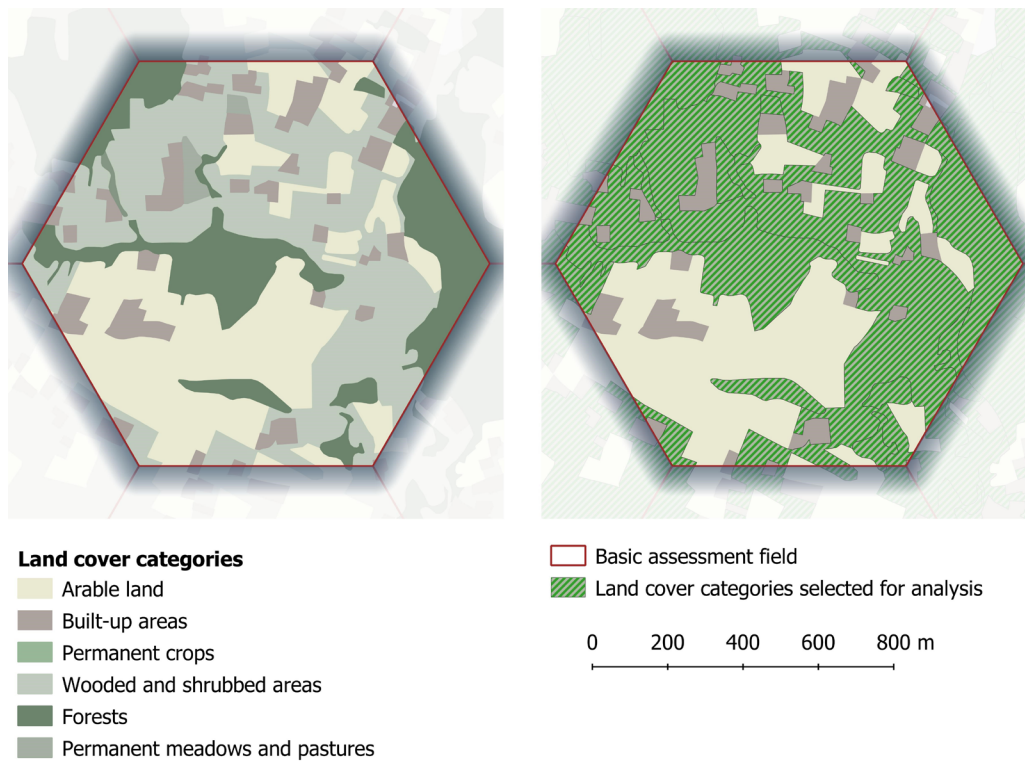 Land cover categories
Arable land
Built-up areas
Permanent crops
Wooded and shrubbed areas
Forests
Permanent meadows and pastures
Basic assessment field
Land cover categories selected for analysis
0 200 400 600 800 m